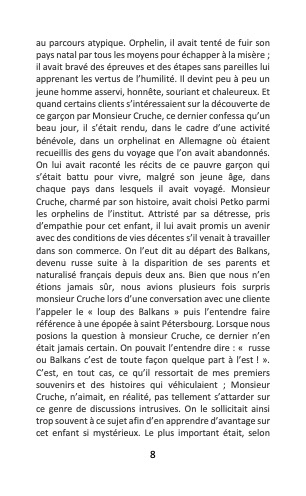 au parcours atypique. Orphelin, il avait tenté de fuir son
pays natal par tous les moyens pour échapper à la misère ;
il avait bravé des épreuves et des étapes sans pareilles lui
apprenant les vertus de l'humilité. Il devint peu à peu un
jeune homme asservi, honnête, souriant et chaleureux. Et
quand certains clients s'intéressaient sur la découverte de
ce garçon par Monsieur Cruche, ce dernier confessa qu'un
beau jour, il s'était rendu, dans le cadre d'une activité
bénévole, dans un orphelinat en Allemagne où étaient
recueillis des gens du voyage que l'on avait abandonnés.
On lui avait raconté les récits de ce pauvre garçon qui
s'était battu pour vivre, malgré son jeune âge, dans
chaque pays dans lesquels il avait voyagé. Monsieur
Cruche, charmé par son histoire, avait choisi Petko parmi
les orphelins de l'institut. Attristé par sa détresse, pris
d'empathie pour cet enfant, il lui avait promis un avenir
avec des conditions de vies décentes s'il venait à travailler
dans son commerce. On l'eut dit au départ des Balkans,
devenu russe suite à la disparition de ses parents et
naturalisé français depuis deux ans. Bien que nous n'en
étions jamais sûr, nous avions plusieurs fois surpris
monsieur Cruche lors d'une conversation avec une cliente
l'appeler le « loup des Balkans » puis l'entendre faire
référence à une épopée à saint Pétersbourg. Lorsque nous
posions la question à monsieur Cruche, ce dernier n'en
était jamais certain. On pouvait l'entendre dire : « russe
ou Balkans c'est de toute façon quelque part à l'est ! ».
C'est, en tout cas, ce qu'il ressortait de mes premiers
souvenirs et des histoires qui véhiculaient ; Monsieur
Cruche, n'aimait, en réalité, pas tellement s'attarder sur
ce genre de discussions intrusives. On le sollicitait ainsi
trop souvent à ce sujet afin d'en apprendre d'avantage sur
cet enfant si mystérieux. Le plus important était, selon
8